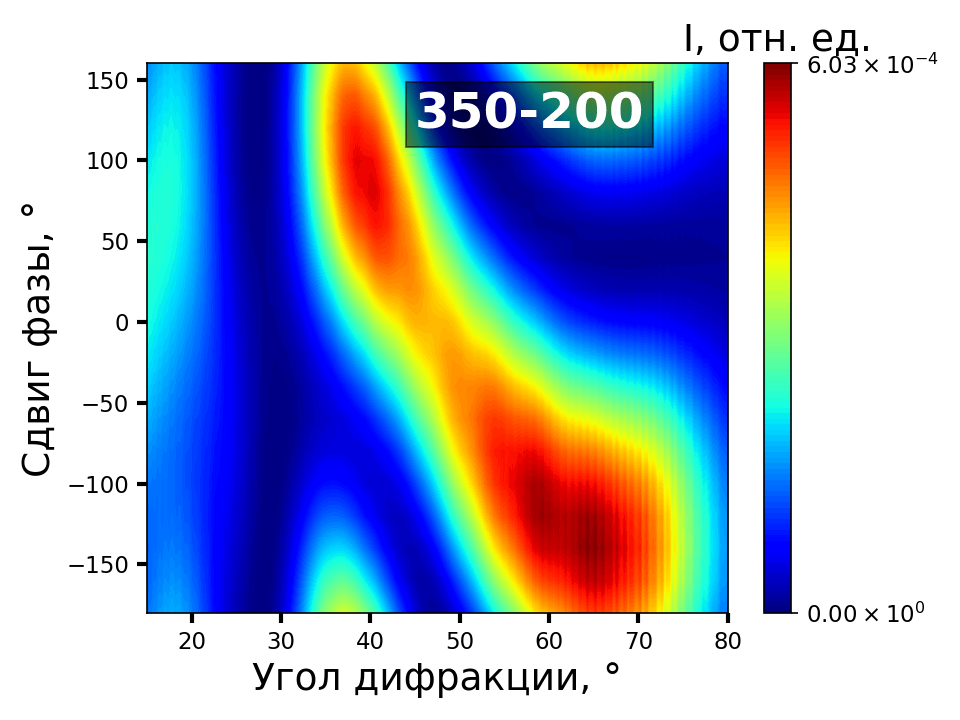 I, отн. ед.
6.03 × 10⁻⁴
350-200
150
100
50
0
−50
−100
−150
Сдвиг фазы, °
0.00 × 10⁰
20 30 40 50 60 70 80
Угол дифракции, °